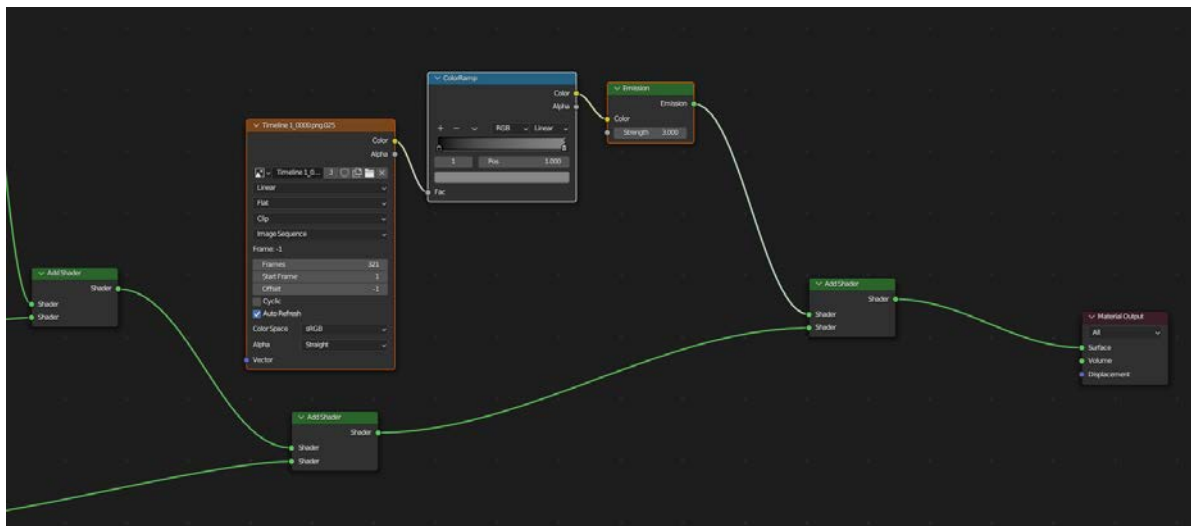 Add Shader
Shader
Shader
Shader
Timeline 1_0000.png.025
Color
Alpha
Timeline 1_0... 3
Linear
Flat
Clip
Image Sequence
Frame: -1
Frames 321
Start Frame 1
Offset -1
Cyclic
Auto Refresh
Color Space sRGB
Alpha Straight
Vector
ColorRamp
Color
Alpha
RGB Linear
1 Pos 1.000
Fac
Emission
Emission
Color
Strength 3.000
Add Shader
Shader
Shader
Shader
Add Shader
Shader
Shader
Shader
Material Output
All
Surface
Volume
Displacement